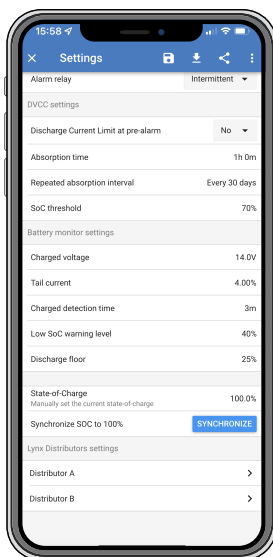 15:58
Settings
Alarm relay Intermittent
DVCC settings
Discharge Current Limit at pre-alarm No
Absorption time 1h 0m
Repeated absorption interval Every 30 days
SoC threshold 70%
Battery monitor settings
Charged voltage 14.0V
Tail current 4.00%
Charged detection time 3m
Low SoC warning level 40%
Discharge floor 25%
State-of-Charge 100.0%
Manually set the current state-of-charge
Synchronize SOC to 100% SYNCHRONIZE
Lynx Distributors settings
Distributor A
Distributor B